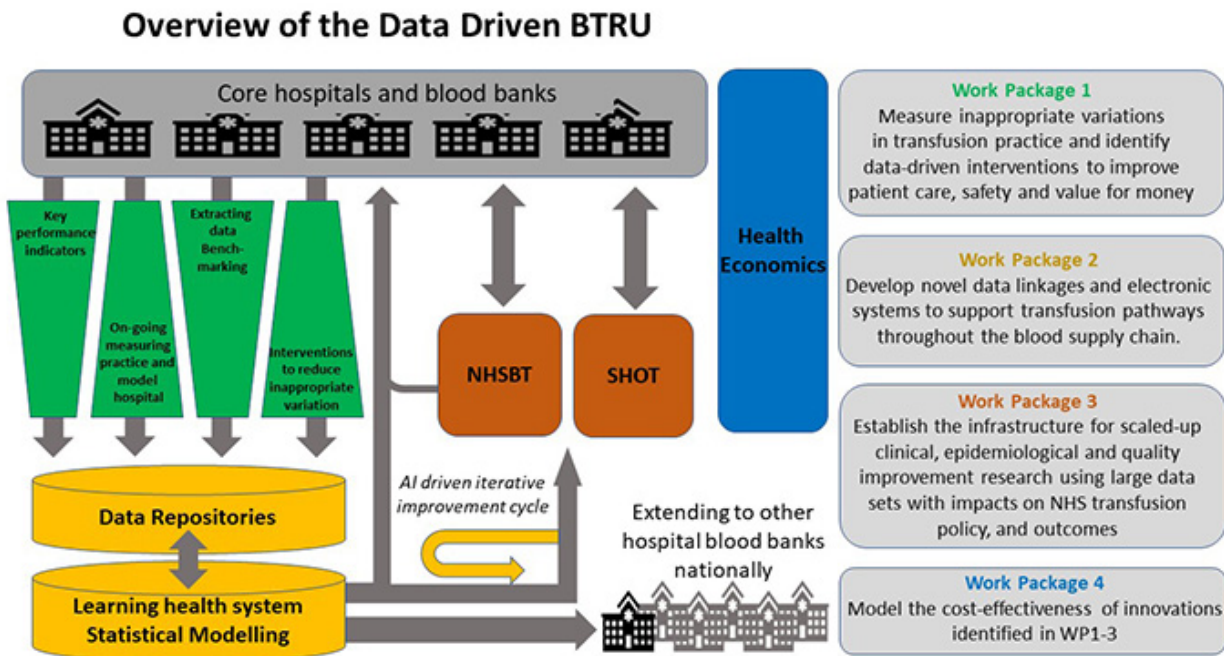 Overview of the Data Driven BTRU
Core hospitals and blood banks
Key
performance
indicators
On-going
measuring
practice and
model
hospital
Extracting
data
Bench-
marking
Interventions
to reduce
inappropriate
variation
NHSBT
SHOT
Health
Economics
Data Repositories
Learning health system
Statistical Modelling
AI driven iterative
improvement cycle
Extending to other
hospital blood banks
nationally
Work Package 1
Measure inappropriate variations
in transfusion practice and identify
data-driven interventions to improve
patient care, safety and value for money
Work Package 2
Develop novel data linkages and electronic
systems to support transfusion pathways
throughout the blood supply chain.
Work Package 3
Establish the infrastructure for scaled-up
clinical, epidemiological and quality
improvement research using large data
sets with impacts on NHS transfusion
policy, and outcomes
Work Package 4
Model the cost-effectiveness of innovations
identified in WP1-3